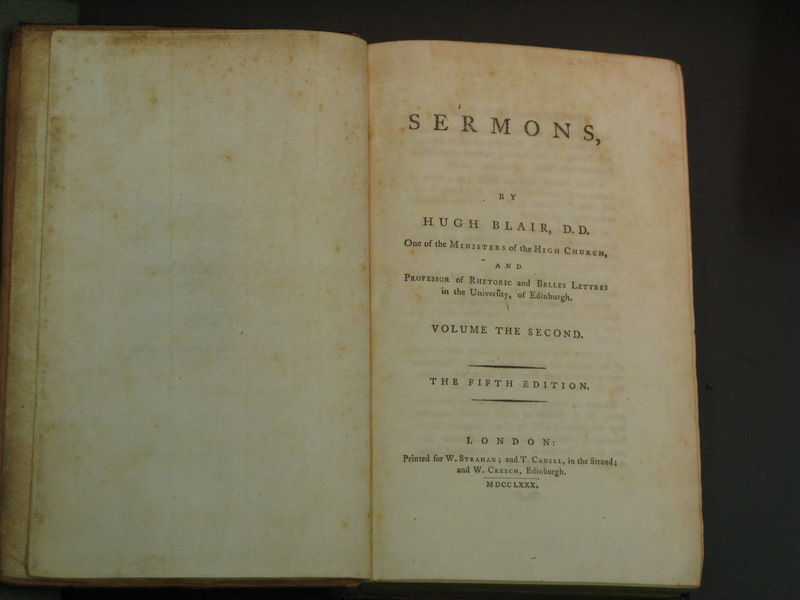 SERMONS,
BY
HUGH BLAIR, D.D.
One of the MINISTERS of the HIGH CHURCH,
AND
PROFESSOR of RHETORIC and BELLES LETTRES
in the University, of Edinburgh.
VOLUME THE SECOND.
THE FIFTH EDITION.
LONDON:
Printed for W. STRAHAN; and T. CADELL, in the Strand;
and W. CREECH, Edinburgh.
MDCCLXXX.